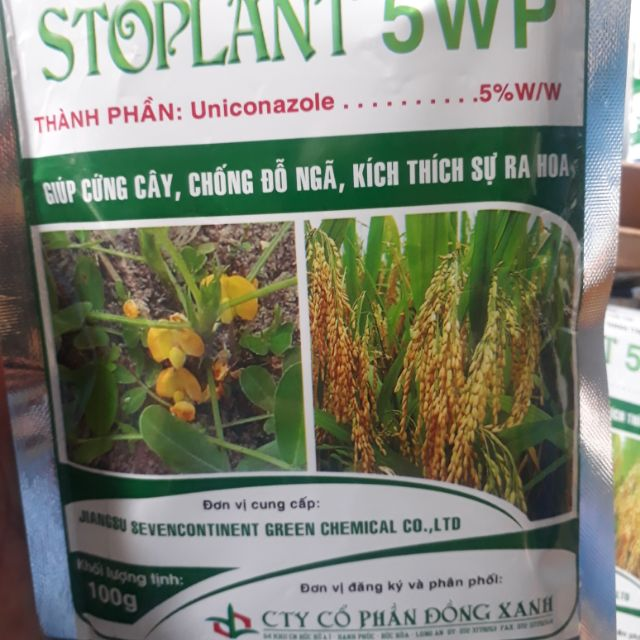 STOPLANT 5WP
THÀNH PHẦN: Uniconazole . . . . . . . . . . .5%W/W
GIÚP CỨNG CÂY, CHỐNG ĐỖ NGÃ, KÍCH THÍCH SỰ RA HOA
Đơn vị cung cấp:
JIANGSU SEVENCONTINENT GREEN CHEMICAL CO.,LTD
Khối lượng tịnh:
100g
Đơn vị đăng ký và phân phối:
CTY CỔ PHẦN ĐỒNG XANH
T 5
LTD